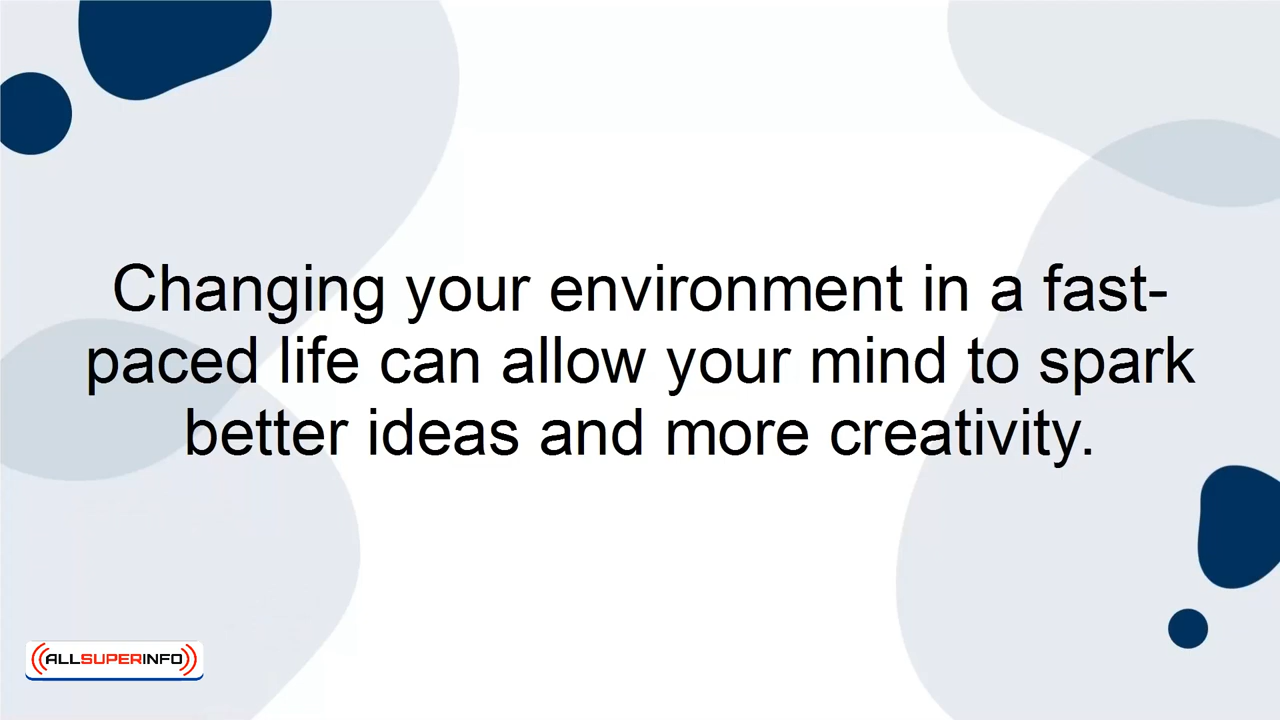 Changing your environment in a fast-
paced life can allow your mind to spark
better ideas and more creativity.
ALLSUPERINFO